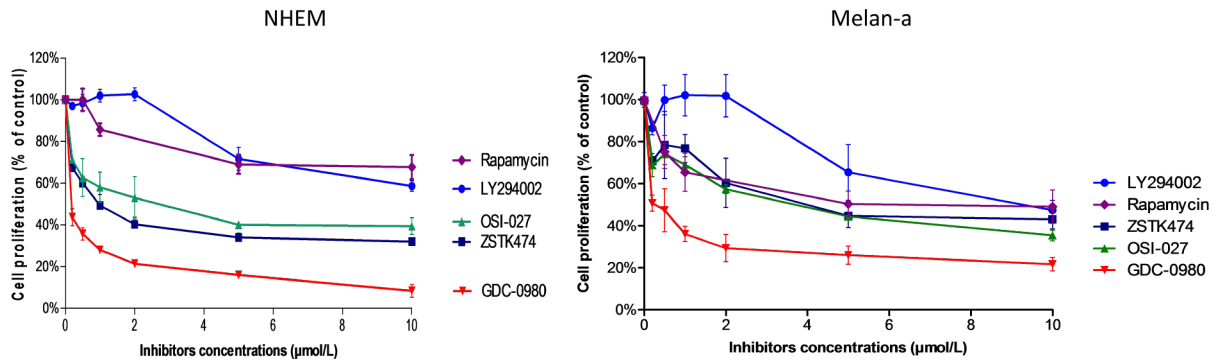 NHEM
Cell proliferation (% of control)
120%
100%
80%
60%
40%
20%
0%
0 2 4 6 8 10
Inhibitors concentrations (µmol/L)
Rapamycin
LY294002
OSI-027
ZSTK474
GDC-0980
Melan-a
Cell proliferation (% of control)
120%
100%
80%
60%
40%
20%
0%
0 2 4 6 8 10
Inhibitors concentrations (µmol/L)
LY294002
Rapamycin
ZSTK474
OSI-027
GDC-0980